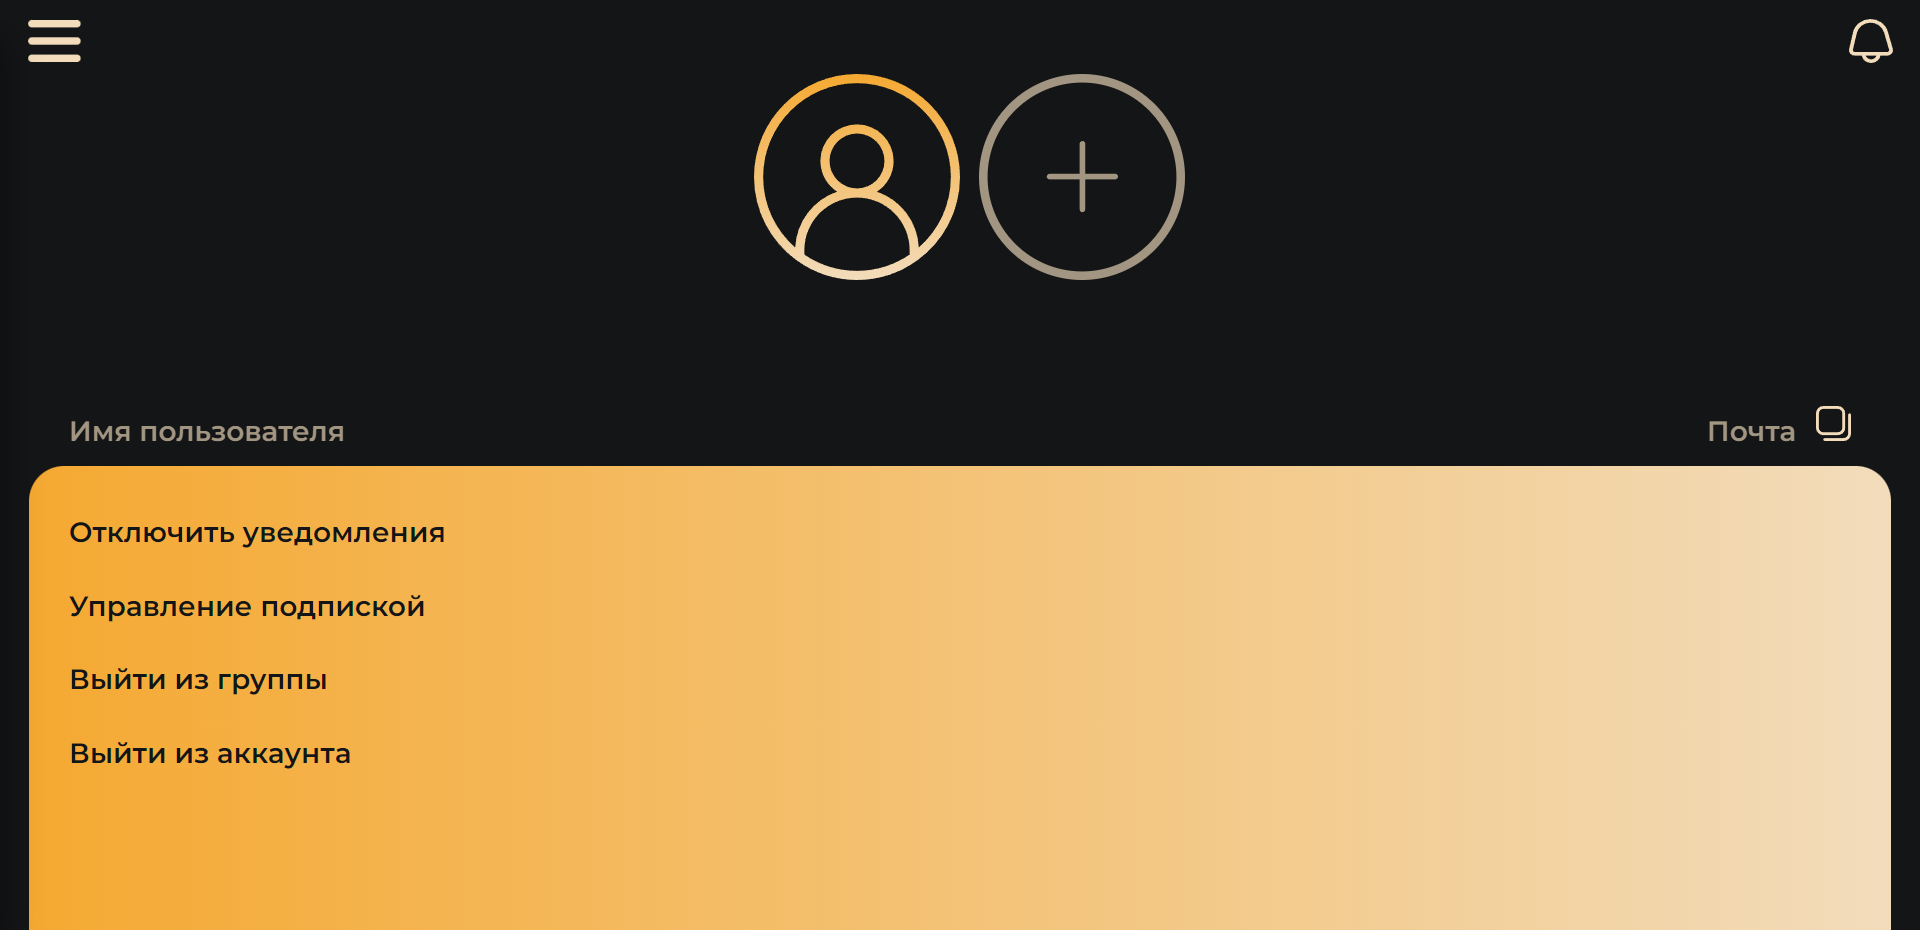 Имя пользователя
Почта
Отключить уведомления
Управление подпиской
Выйти из группы
Выйти из аккаунта